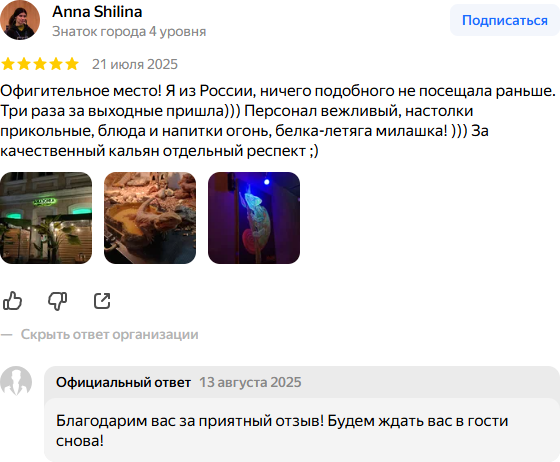 Anna Shilina
Знаток города 4 уровня
Подписаться
21 июля 2025
Офигительное место! Я из России, ничего подобного не посещала раньше.
Три раза за выходные пришла))) Персонал вежливый, настолки
прикольные, блюда и напитки огонь, белка-летяга милашка! ))) За
качественный кальян отдельный респект ;)
Скрыть ответ организации
Официальный ответ 13 августа 2025
Благодарим вас за приятный отзыв! Будем ждать вас в гости
снова!